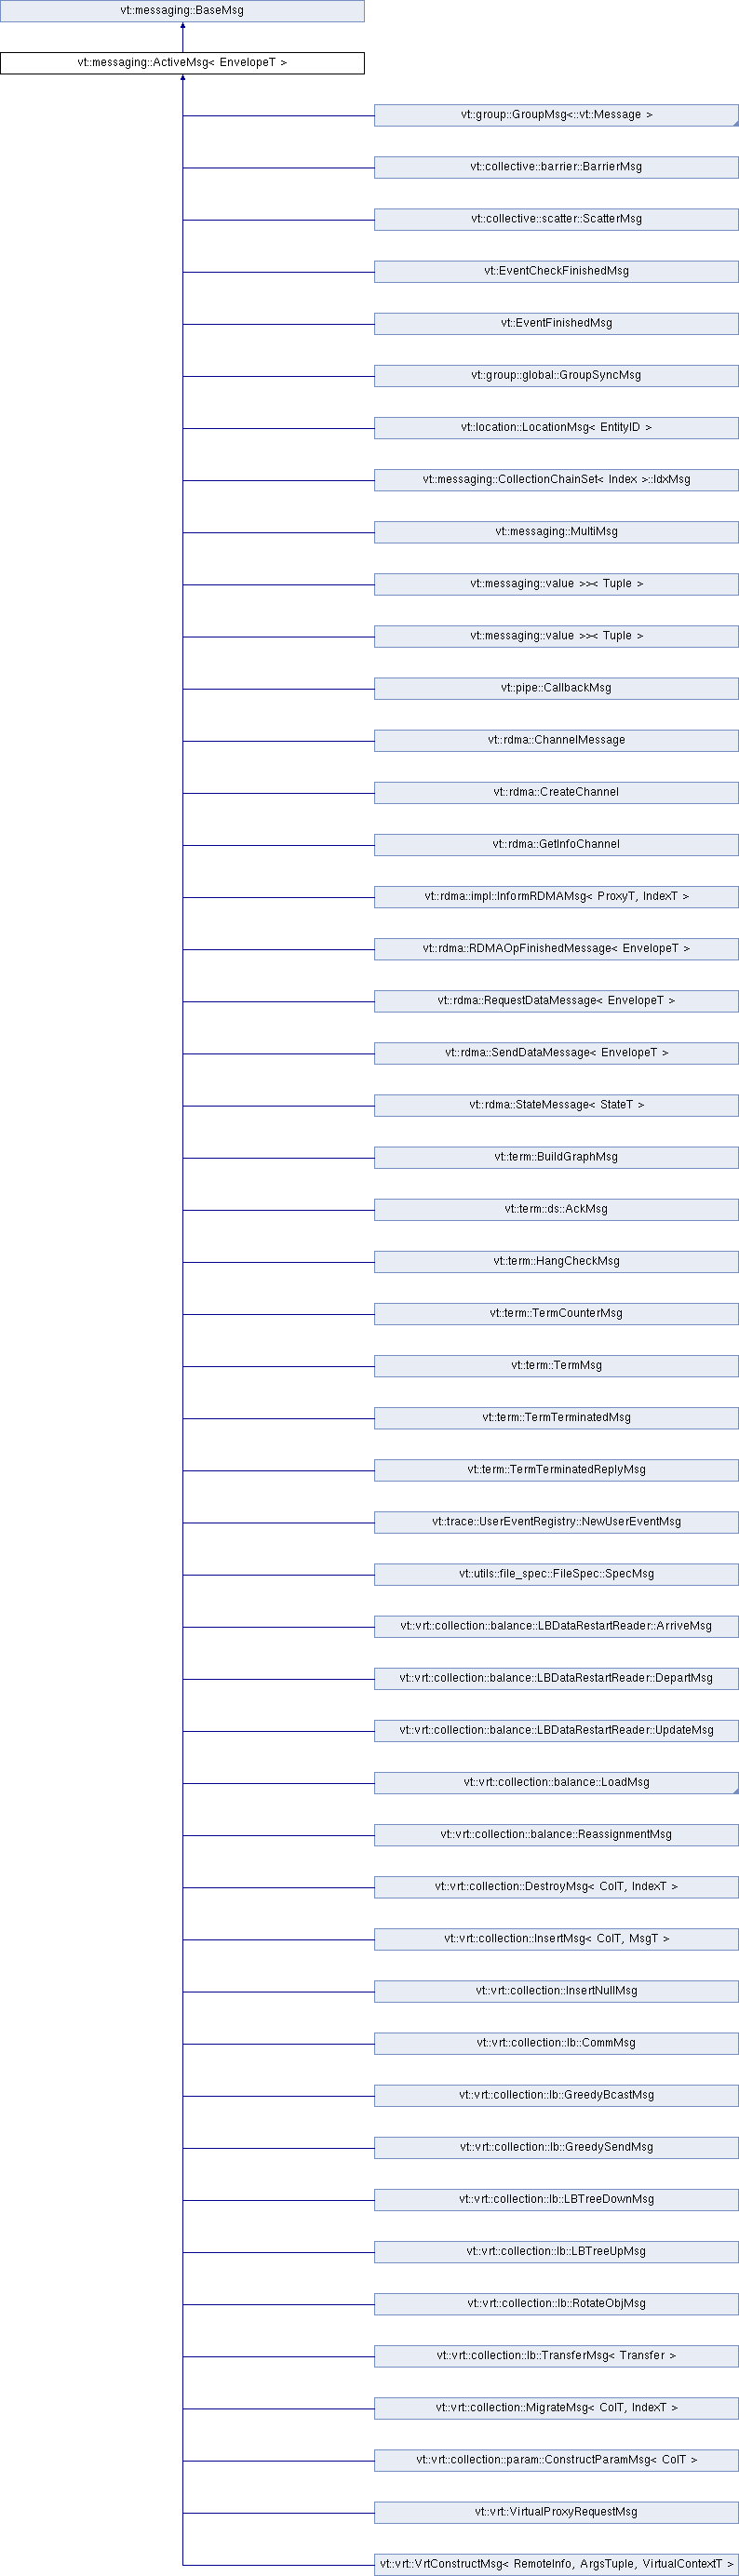 vt::messaging::BaseMsg
vt::messaging::ActiveMsg< EnvelopeT >
vt::group::GroupMsg<::vt::Message >
vt::collective::barrier::BarrierMsg
vt::collective::scatter::ScatterMsg
vt::EventCheckFinishedMsg
vt::EventFinishedMsg
vt::group::global::GroupSyncMsg
vt::location::LocationMsg< EntityID >
vt::messaging::CollectionChainSet< Index >::IdxMsg
vt::messaging::MultiMsg
vt::messaging::value >>< Tuple >
vt::messaging::value >>< Tuple >
vt::pipe::CallbackMsg
vt::rdma::ChannelMessage
vt::rdma::CreateChannel
vt::rdma::GetInfoChannel
vt::rdma::impl::InformRDMAMsg< ProxyT, IndexT >
vt::rdma::RDMAOpFinishedMessage< EnvelopeT >
vt::rdma::RequestDataMessage< EnvelopeT >
vt::rdma::SendDataMessage< EnvelopeT >
vt::rdma::StateMessage< StateT >
vt::term::BuildGraphMsg
vt::term::ds::AckMsg
vt::term::HangCheckMsg
vt::term::TermCounterMsg
vt::term::TermMsg
vt::term::TermTerminatedMsg
vt::term::TermTerminatedReplyMsg
vt::trace::UserEventRegistry::NewUserEventMsg
vt::utils::file_spec::FileSpec::SpecMsg
vt::vrt::collection::balance::LBDataRestartReader::ArriveMsg
vt::vrt::collection::balance::LBDataRestartReader::DepartMsg
vt::vrt::collection::balance::LBDataRestartReader::UpdateMsg
vt::vrt::collection::balance::LoadMsg
vt::vrt::collection::balance::ReassignmentMsg
vt::vrt::collection::DestroyMsg< ColT, IndexT >
vt::vrt::collection::InsertMsg< ColT, MsgT >
vt::vrt::collection::InsertNullMsg
vt::vrt::collection::lb::CommMsg
vt::vrt::collection::lb::GreedyBcastMsg
vt::vrt::collection::lb::GreedySendMsg
vt::vrt::collection::lb::LBTreeDownMsg
vt::vrt::collection::lb::LBTreeUpMsg
vt::vrt::collection::lb::RotateObjMsg
vt::vrt::collection::lb::TransferMsg< Transfer >
vt::vrt::collection::MigrateMsg< ColT, IndexT >
vt::vrt::collection::param::ConstructParamMsg< ColT >
vt::vrt::VirtualProxyRequestMsg
vt::vrt::VrtConstructMsg< RemoteInfo, ArgsTuple, VirtualContextT >